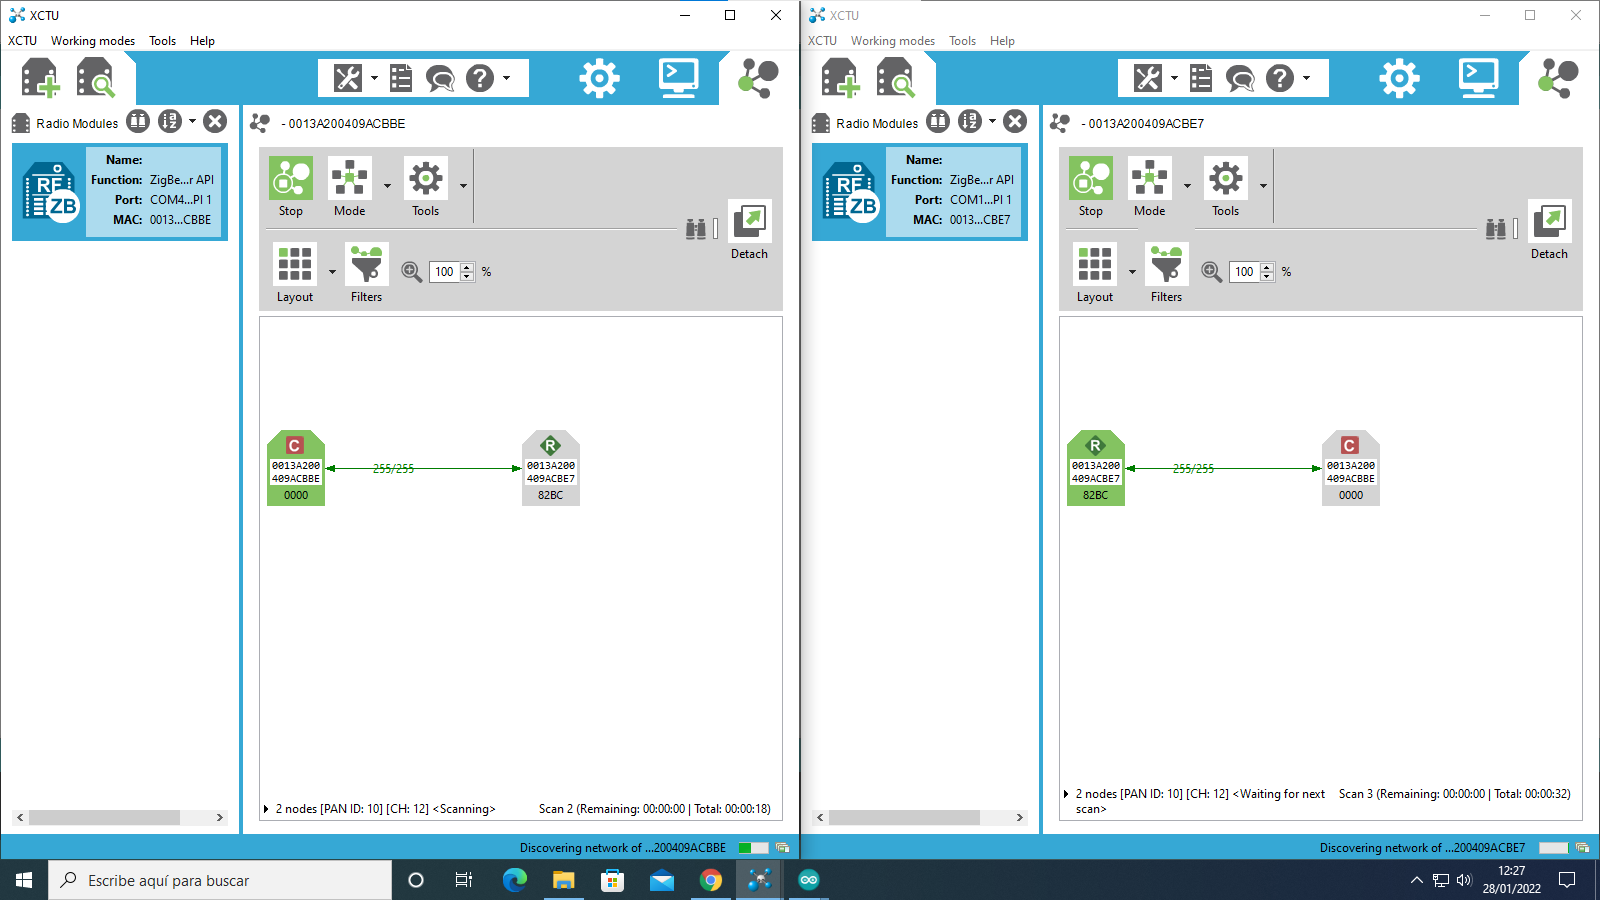 XCTU
XCTU Working modes Tools Help
Radio Modules
- 0013A200409ACBBE
Name:
Function: ZigBe...r API
Port: COM4...PI 1
MAC: 0013...CBBE
RF
ZB
Stop
Mode
Tools
Detach
Layout
Filters
100 %
C
0013A200
409ACBBE
0000
255/255
R
0013A200
409ACBE7
82BC
2 nodes [PAN ID: 10] [CH: 12] <Scanning>
Scan 2 (Remaining: 00:00:00 | Total: 00:00:18)
Discovering network of ...200409ACBBE
XCTU
XCTU Working modes Tools Help
Radio Modules
- 0013A200409ACBE7
Name:
Function: ZigBe...r API
Port: COM1...PI 1
MAC: 0013...CBE7
RF
ZB
Stop
Mode
Tools
Detach
Layout
Filters
100 %
R
0013A200
409ACBE7
82BC
255/255
C
0013A200
409ACBBE
0000
2 nodes [PAN ID: 10] [CH: 12] <Waiting for next
scan>
Scan 3 (Remaining: 00:00:00 | Total: 00:00:32)
Discovering network of ...200409ACBE7
Escribe aquí para buscar
12:27
28/01/2022